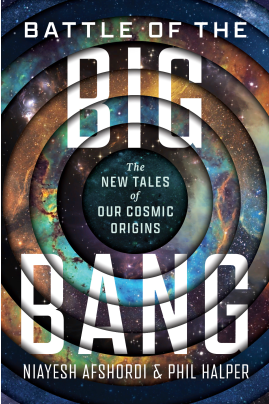 BATTLE OF THE
BIG
The
NEW TALES
of
OUR COSMIC
ORIGINS
BANG
NIAYESH AFSHORDI & PHIL HALPER